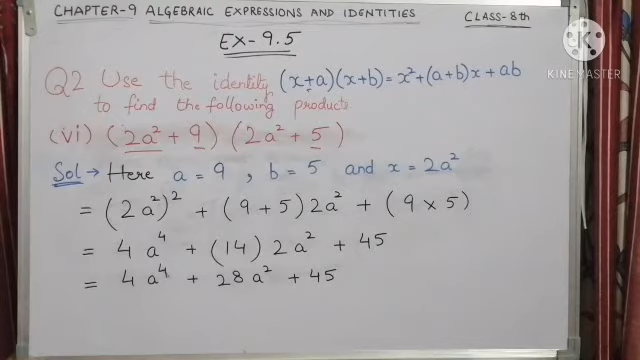 CHAPTER-9 ALGEBRAIC EXPRESSIONS AND IDENTITIES CLASS-8th
EX-9.5
KINEMASTER
Q2 Use the identity (x+a)(x+b) = x² + (a+b)x + ab
to find the following products
(vi) (2a² + 9) (2a² + 5)
Sol → Here a = 9 , b = 5 and x = 2a²
= (2a²)² + (9+5) 2a² + (9 × 5)
= 4a⁴ + (14) 2a² + 45
= 4a⁴ + 28a² + 45